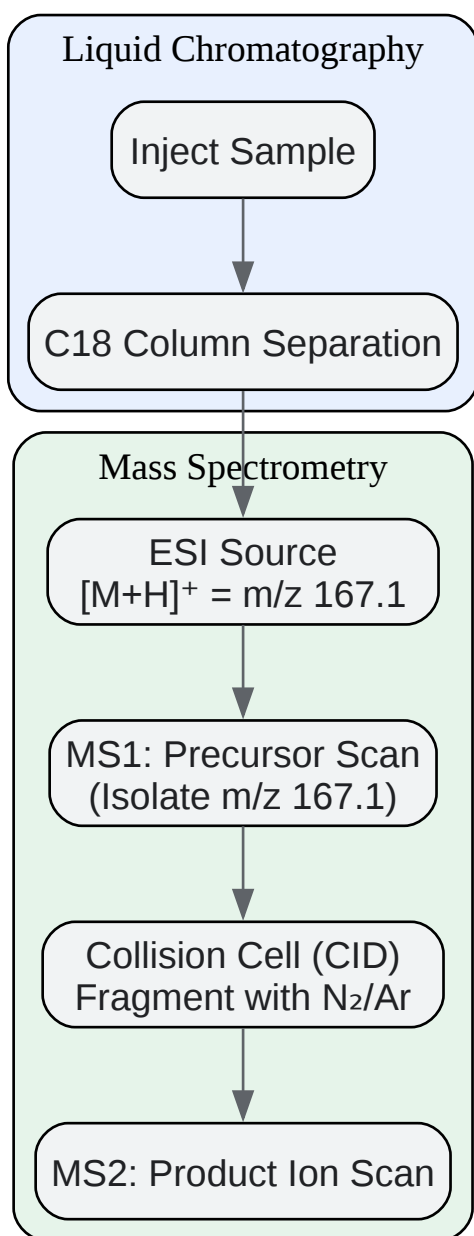 Liquid Chromatography
Inject Sample
C18 Column Separation
Mass Spectrometry
ESI Source
[M+H]⁺ = m/z 167.1
MS1: Precursor Scan
(Isolate m/z 167.1)
Collision Cell (CID)
Fragment with N₂/Ar
MS2: Product Ion Scan